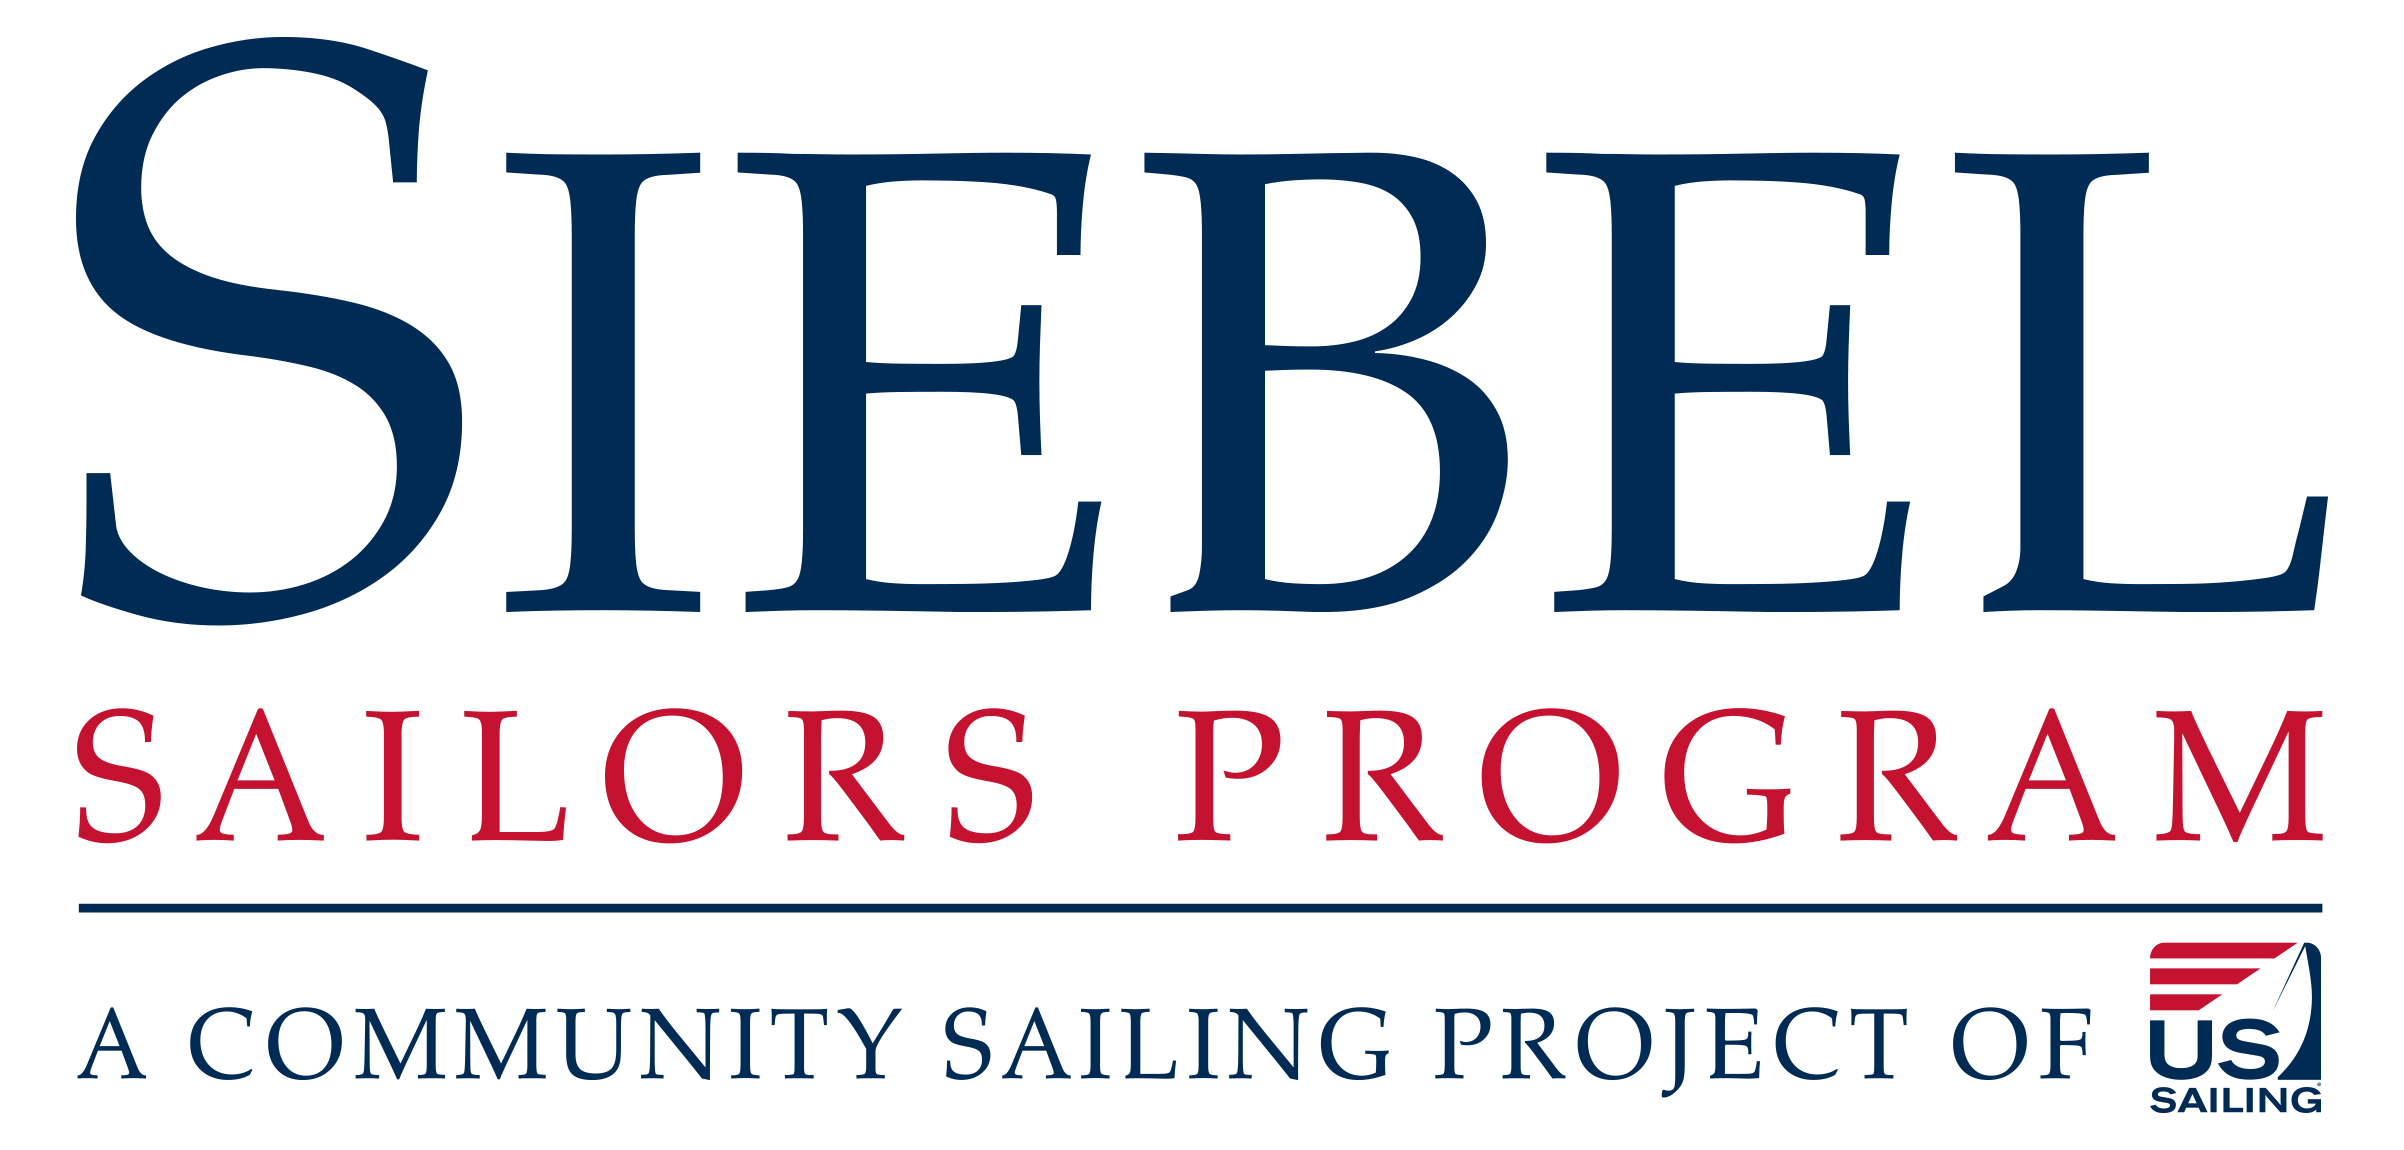 SIEBEL
SAILORS PROGRAM
A COMMUNITY SAILING PROJECT OF
US
SAILING